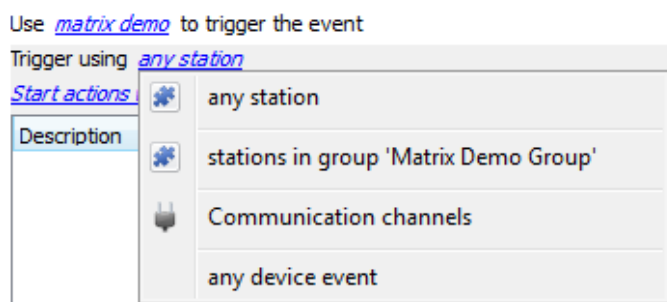 Use matrix demo to trigger the event
Trigger using any station
Start actions
any station
Description
stations in group 'Matrix Demo Group'
Communication channels
any device event